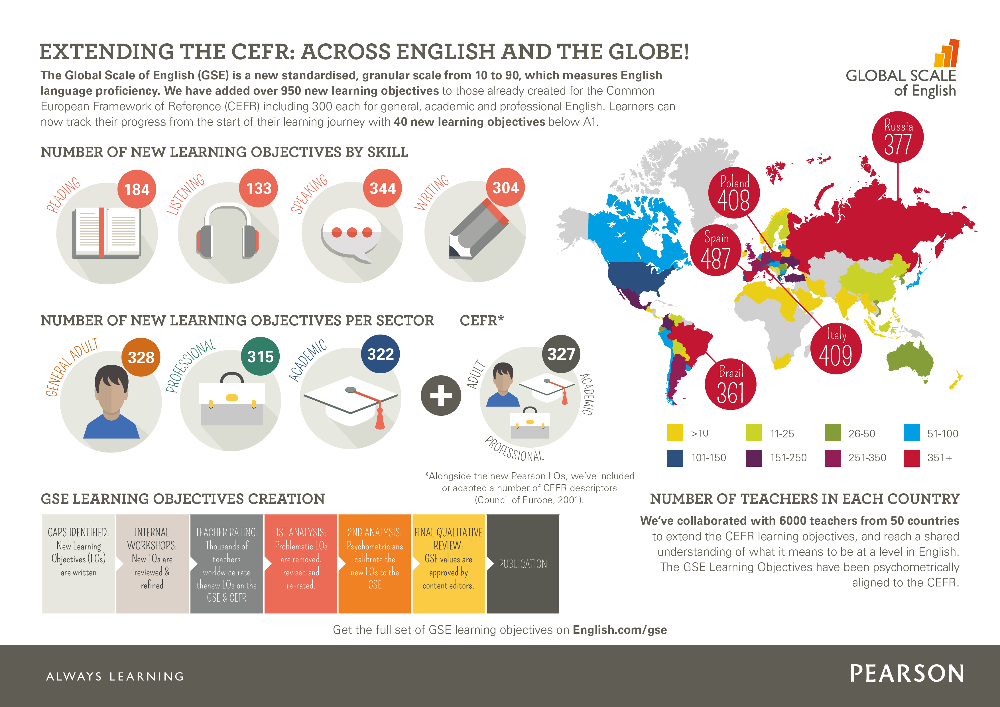 EXTENDING THE CEFR: ACROSS ENGLISH AND THE GLOBE!
The Global Scale of English (GSE) is a new standardised, granular scale from 10 to 90, which measures English
language proficiency. We have added over 950 new learning objectives to those already created for the Common
European Framework of Reference (CEFR) including 300 each for general, academic and professional English. Learners can
now track their progress from the start of their learning journey with 40 new learning objectives below A1.
GLOBAL SCALE
of English
NUMBER OF NEW LEARNING OBJECTIVES BY SKILL
READING
184
LISTENING
133
SPEAKING
344
WRITING
304
NUMBER OF NEW LEARNING OBJECTIVES PER SECTOR
CEFR*
GENERAL ADULT
328
PROFESSIONAL
315
ACADEMIC
322
+
ADULT
327
ACADEMIC
PROFESSIONAL
*Alongside the new Pearson LOs, we've included
or adapted a number of CEFR descriptors
(Council of Europe, 2001).
Russia
377
Poland
408
Spain
487
Italy
409
Brazil
361
>10
11-25
26-50
51-100
101-150
151-250
251-350
351+
GSE LEARNING OBJECTIVES CREATION
GAPS IDENTIFIED:
New Learning
Objectives (LOs)
are written
INTERNAL
WORKSHOPS:
New LOs are
reviewed &
refined
TEACHER RATING:
Thousands of
teachers
worldwide rate
thenew LOs on the
GSE & CEFR
1ST ANALYSIS:
Problematic LOs
are removed,
revised and
re-rated.
2ND ANALYSIS:
Psychometricians
calibrate the
new LOs to the
GSE
FINAL QUALITATIVE
REVIEW:
GSE values are
approved by
content editors.
PUBLICATION
NUMBER OF TEACHERS IN EACH COUNTRY
We've collaborated with 6000 teachers from 50 countries
to extend the CEFR learning objectives, and reach a shared
understanding of what it means to be at a level in English.
The GSE Learning Objectives have been psychometrically
aligned to the CEFR.
Get the full set of GSE learning objectives on English.com/gse
ALWAYS LEARNING
PEARSON